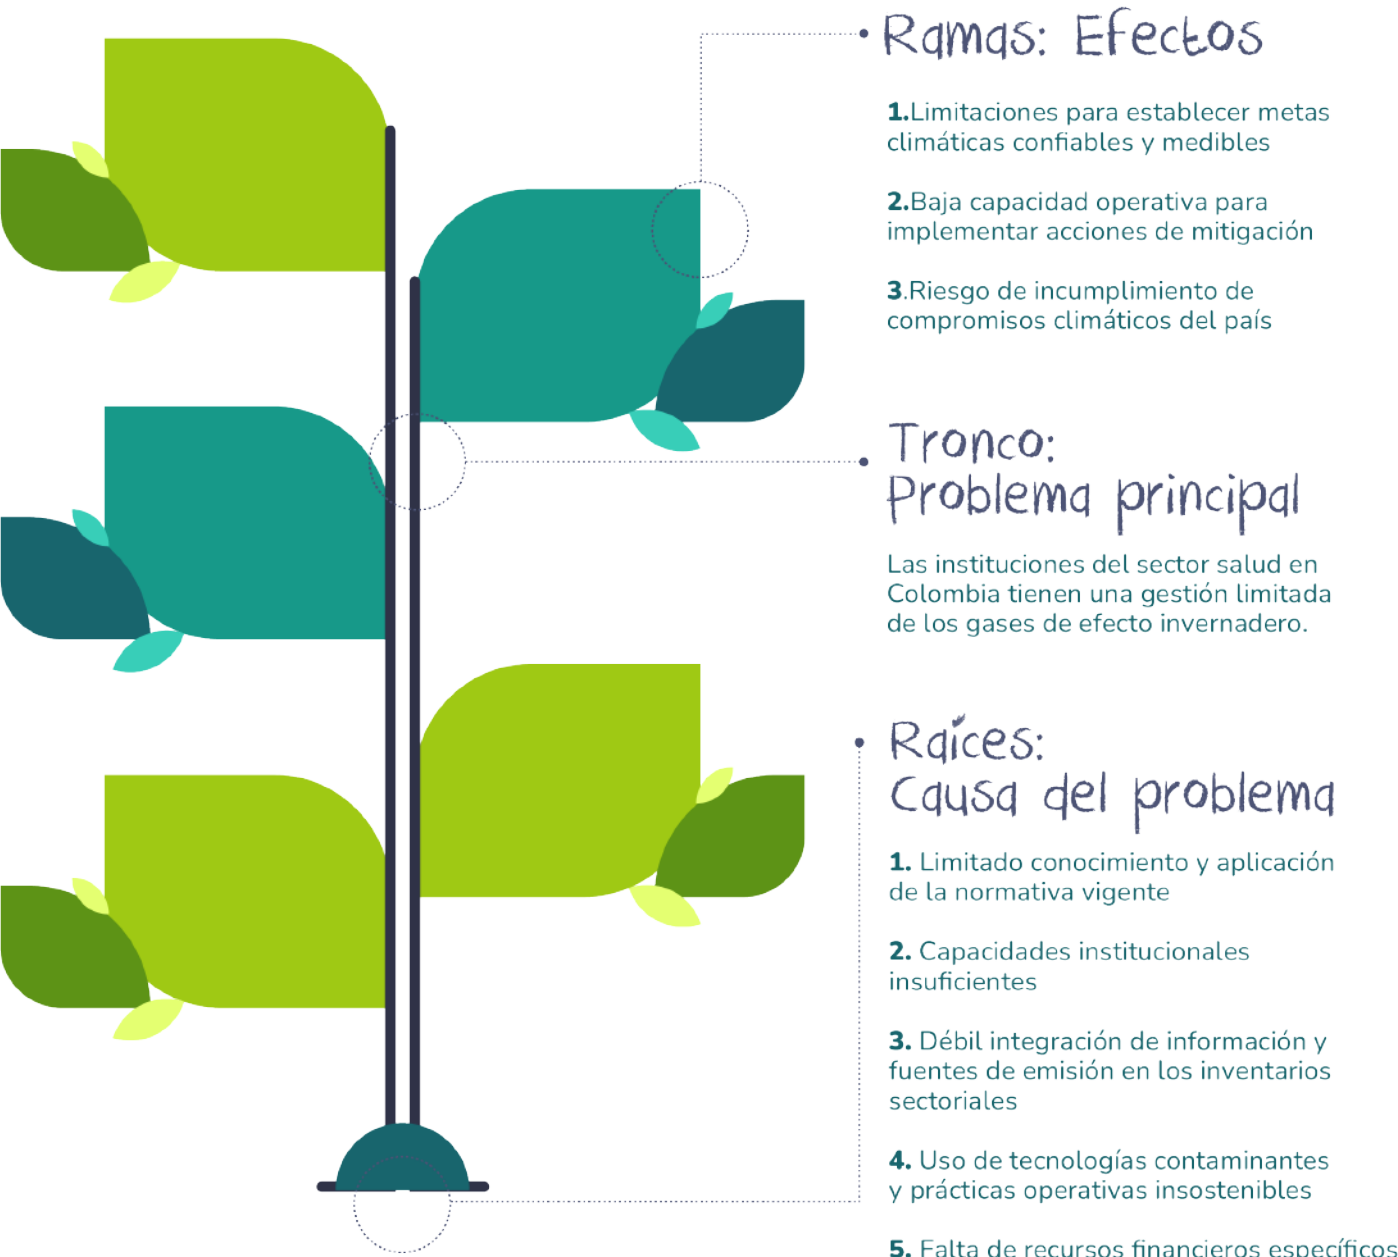 Ramas: Efectos
1.Limitaciones para establecer metas
climáticas confiables y medibles
2.Baja capacidad operativa para
implementar acciones de mitigación
3.Riesgo de incumplimiento de
compromisos climáticos del país
Tronco:
Problema principal
Las instituciones del sector salud en
Colombia tienen una gestión limitada
de los gases de efecto invernadero.
Raíces:
Causa del problema
1. Limitado conocimiento y aplicación
de la normativa vigente
2. Capacidades institucionales
insuficientes
3. Débil integración de información y
fuentes de emisión en los inventarios
sectoriales
4. Uso de tecnologías contaminantes
y prácticas operativas insostenibles
5. Falta de recursos financieros específicos